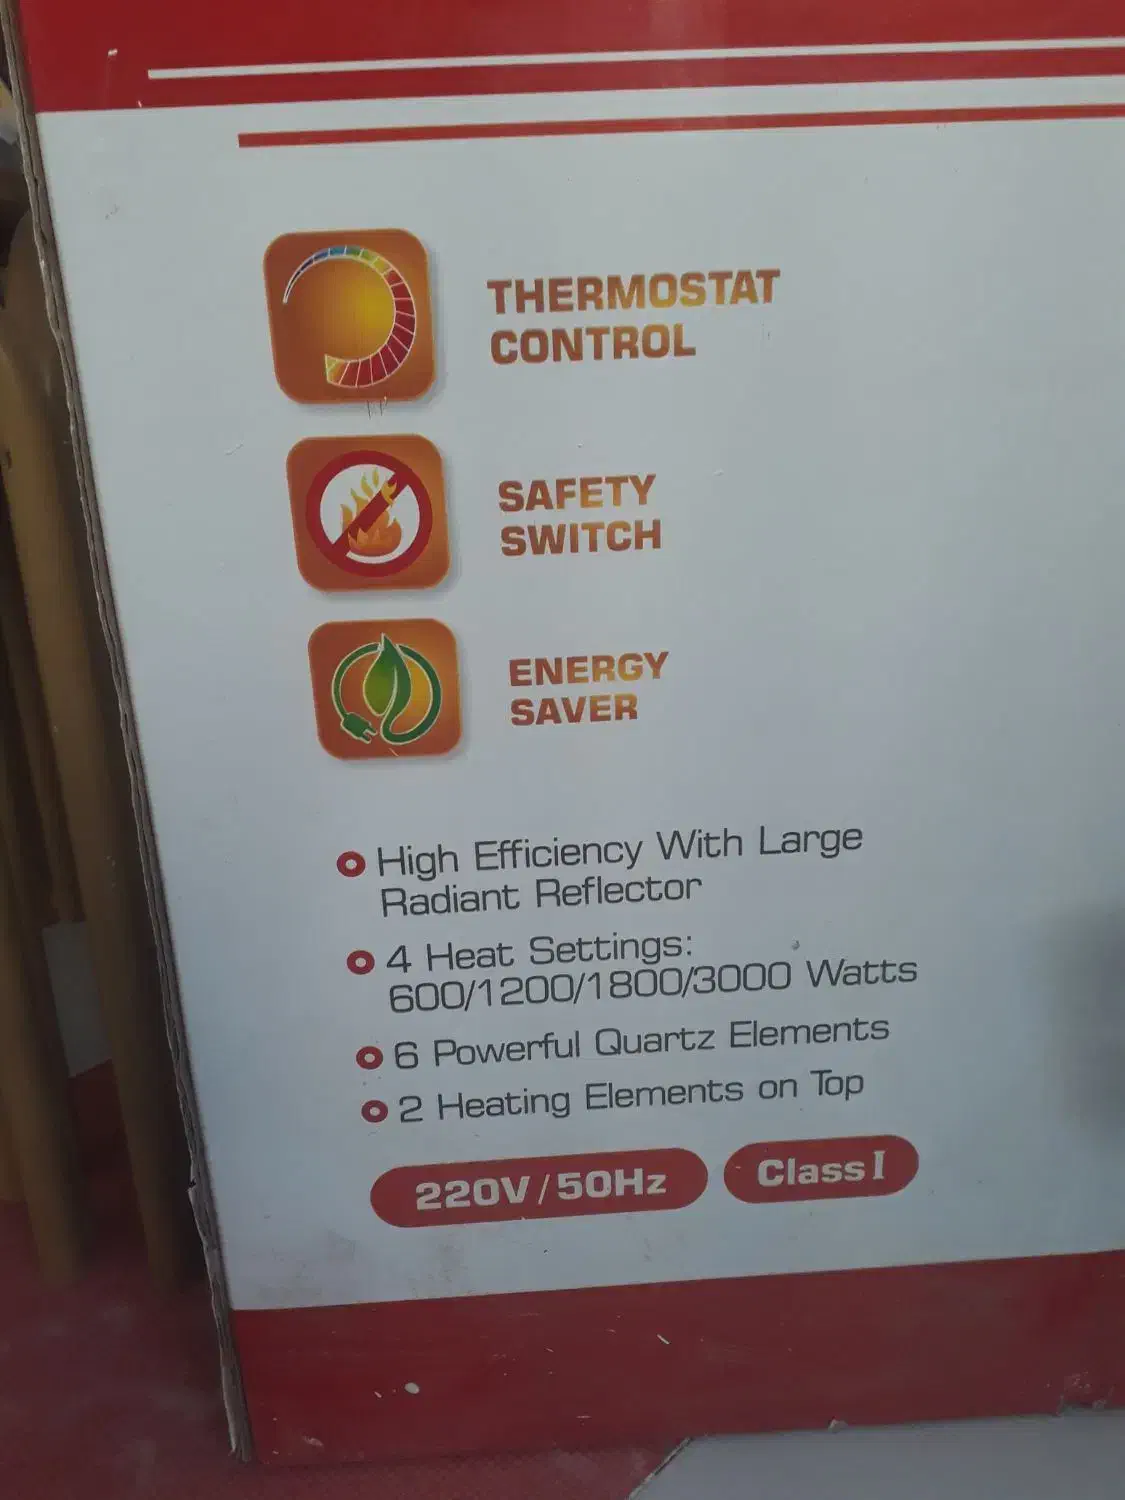 THERMOSTAT
CONTROL
SAFETY
SWITCH
ENERGY
SAVER
High Efficiency With Large
Radiant Reflector
4 Heat Settings:
600/1200/1800/3000 Watts
6 Powerful Quartz Elements
2 Heating Elements on Top
220V/50Hz
Class I